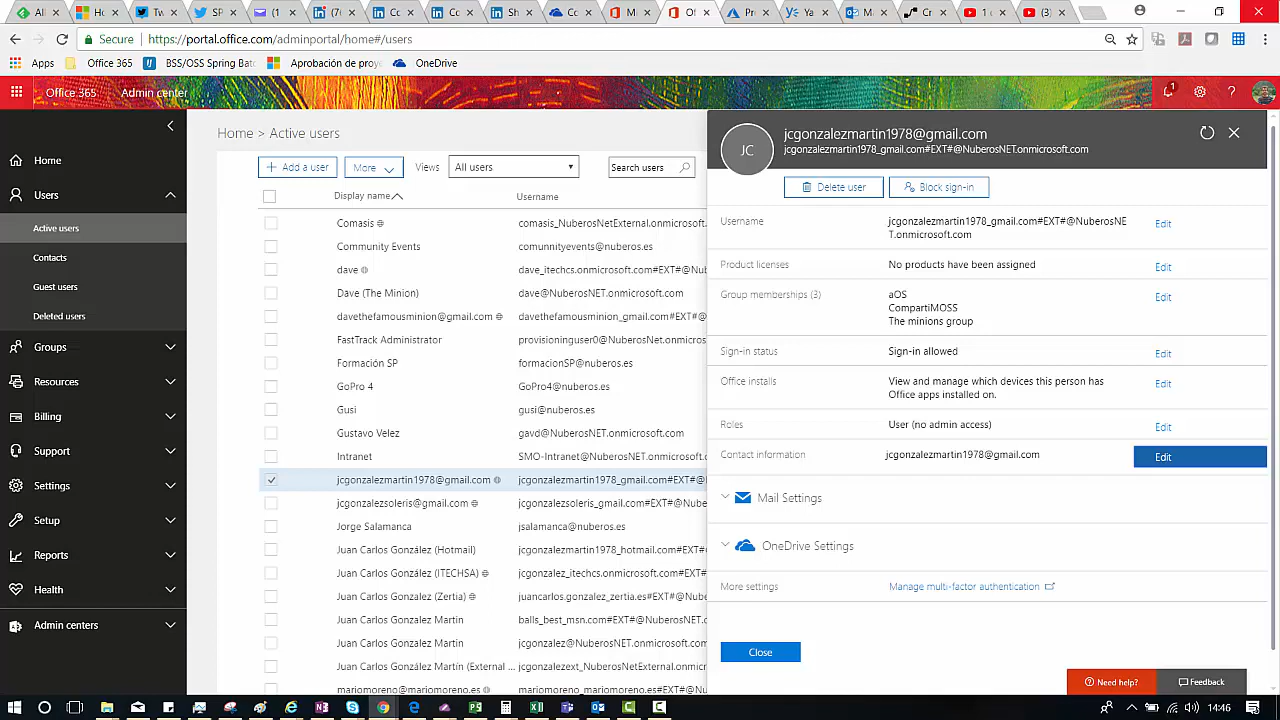 Secure https://portal.office.com/adminportal/home#/users
Apps Office 365 BSS/OSS Spring Bat Aprobación de proye OneDrive
Office 365 Admin center
Home
Users
Active users
Contacts
Guest users
Deleted users
Groups
Resources
Billing
Support
Settings
Setup
Reports
Health
Admin centers
Home > Active users
+ Add a user More Views All users Search users
Display name Username
Comasis comasis_NuberosNetExternal.onmicrosoft.
Community Events comunnityevents@nuberos.es
dave dave_itechcs.onmicrosoft.com#EXT#@Nu
Dave (The Minion) dave@NuberosNET.onmicrosoft.com
davethefamousminion@gmail.com davethefamousminion_gmail.com#EXT#@
FastTrack Administrator provisioninguser0@NuberosNet.onmicros
Formación SP formacionSP@nuberos.es
GoPro 4 GoPro4@nuberos.es
Gusi gusi@nuberos.es
Gustavo Velez gavd@NuberosNET.onmicrosoft.com
Intranet SMO-Intranet@NuberosNET.onmicrosoft.
jcgonzalezmartin1978@gmail.com jcgonzalezmartin1978_gmail.com#EXT#@
jcgonzalezsoleris@gmail.com jcgonzalezsoleris_gmail.com#EXT#@Nube
Jorge Salamanca jsalamanca@nuberos.es
Juan Carlos González (Hotmail) jcgonzalezmartin1978_hotmail.com#EXT#
Juan Carlos González (ITECHSA) jcgonzalez_itechcs.onmicrosoft.com#EXT#
Juan Carlos González (Zertia) juancarlos.gonzalez_zertia.es#EXT#@Nub
Juan Carlos González Martin balls_best_msn.com#EXT#@NuberosNET.
Juan Carlos González Martin jcgonzalez@NuberosNET.onmicrosoft.com
Juan Carlos González Martín (External ... jcgonzalezext_NuberosNetExternal.onmic
mariomoreno@mariomoreno.es mariomoreno_mariomoreno.es#EXT#@N
JC
jcgonzalezmartin1978@gmail.com
jcgonzalezmartin1978_gmail.com#EXT#@NuberosNET.onmicrosoft.com
Delete user Block sign-in
Username jcgonzalezmartin1978_gmail.com#EXT#@NuberosNE
T.onmicrosoft.com Edit
Product licenses No products have been assigned Edit
Group memberships (3) aOS Edit
CompartiMOSS
The minions group
Sign-in status Sign-in allowed Edit
Office installs View and manage which devices this person has
Office apps installed on. Edit
Roles User (no admin access) Edit
Contact information jcgonzalezmartin1978@gmail.com Edit
Mail Settings
OneDrive Settings
More settings Manage multi-factor authentication
Close
Need help? Feedback
14:46